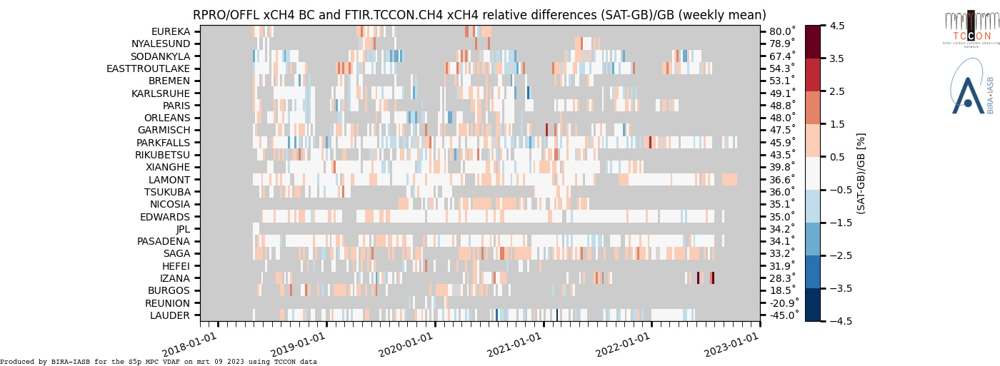 RPRO/OFFL xCH4 BC and FTIR.TCCON.CH4 xCH4 relative differences (SAT-GB)/GB (weekly mean)
EUREKA 80.0°
NYALESUND 78.9°
SODANKYLA 67.4°
EASTTROUTLAKE 54.3°
BREMEN 53.1°
KARLSRUHE 49.1°
PARIS 48.8°
ORLEANS 48.0°
GARMISCH 47.5°
PARKFALLS 45.9°
RIKUBETSU 43.5°
XIANGHE 39.8°
LAMONT 36.6°
TSUKUBA 36.0°
NICOSIA 35.1°
EDWARDS 35.0°
JPL 34.2°
PASADENA 34.1°
SAGA 33.2°
HEFEI 31.9°
IZANA 28.3°
BURGOS 18.5°
REUNION -20.9°
LAUDER -45.0°
2018-01-01
2019-01-01
2020-01-01
2021-01-01
2022-01-01
2023-01-01
4.5
3.5
2.5
1.5
0.5
−0.5
−1.5
−2.5
−3.5
−4.5
(SAT-GB)/GB [%]
TCCON
total carbon column observing
network
BIRA-IASB
Produced by BIRA-IASB for the S5p MPC VDAF on mrt 09 2023 using TCCON data